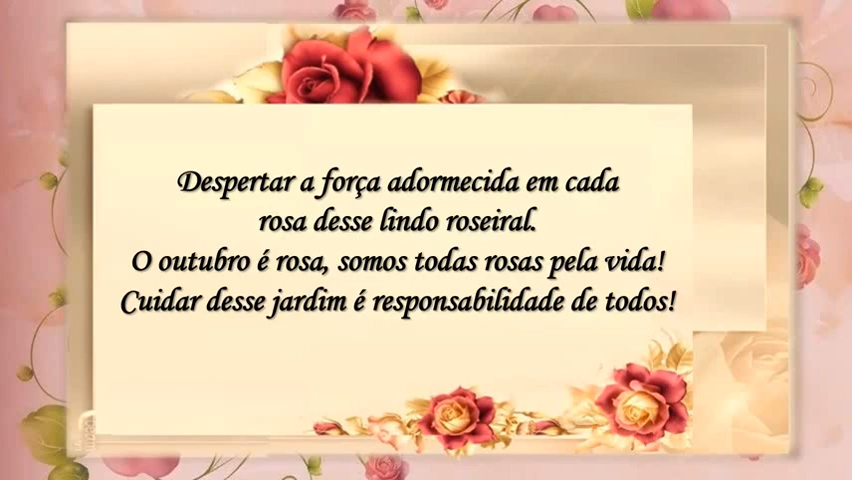 Despertar a força adormecida em cada
rosa desse lindo roseiral.
O outubro é rosa, somos todas rosas pela vida!
Cuidar desse jardim é responsabilidade de todos!